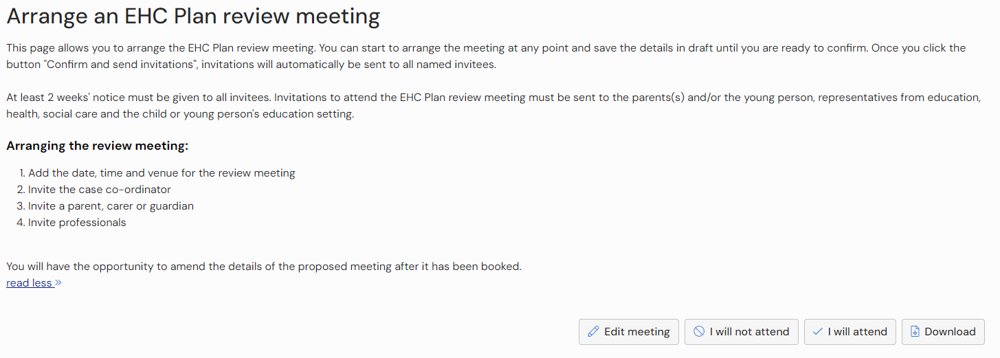 Arrange an EHC Plan review meeting
This page allows you to arrange the EHC Plan review meeting. You can start to arrange the meeting at any point and save the details in draft until you are ready to confirm. Once you click the
button "Confirm and send invitations", invitations will automatically be sent to all named invitees.
At least 2 weeks' notice must be given to all invitees. Invitations to attend the EHC Plan review meeting must be sent to the parents(s) and/or the young person, representatives from education,
health, social care and the child or young person's education setting.
Arranging the review meeting:
1. Add the date, time and venue for the review meeting
2. Invite the case co-ordinator
3. Invite a parent, carer or guardian
4. Invite professionals
You will have the opportunity to amend the details of the proposed meeting after it has been booked.
read less »
Edit meeting I will not attend I will attend Download